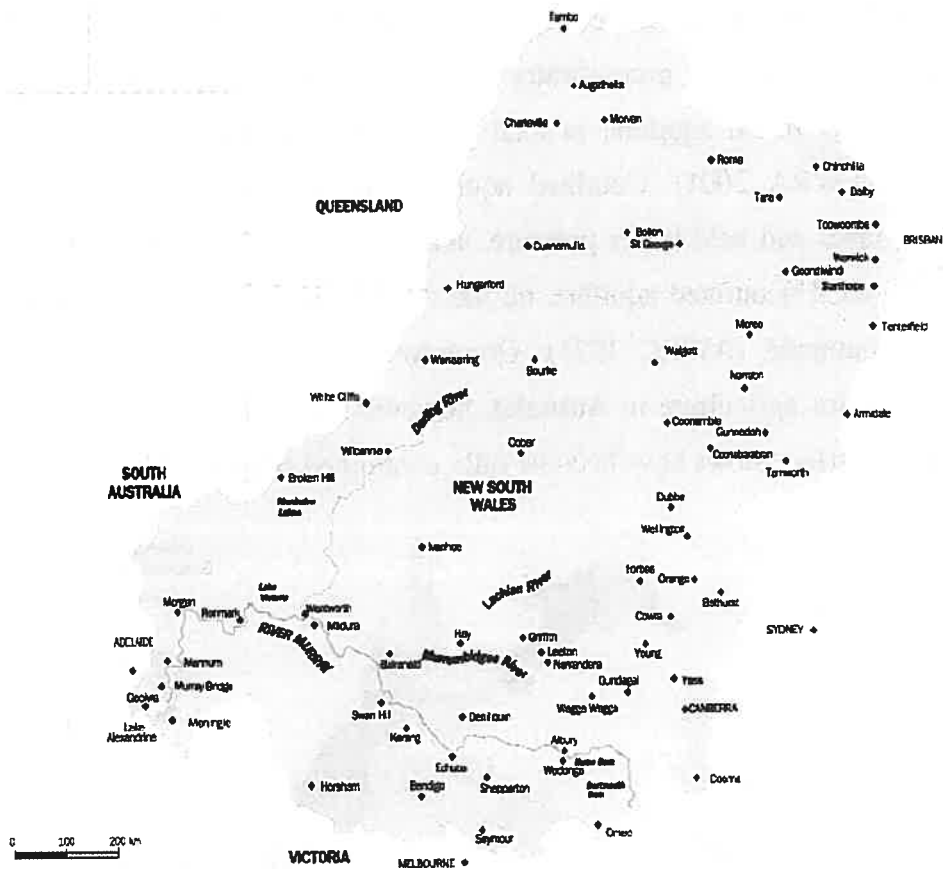 Tambo
Augathella
Charleville
Morven
Roma
Chinchilla
Dalby
Tara
QUEENSLAND
Toowoomba
Bollon
BRISBAN
Cunnamulla
St George
Warwick
Goondiwindi
Hungerford
Stanthorpe
Moree
Tenterfield
Wanaaring
Bourke
Walgett
Narrabri
White Cliffs
Darling River
Armidale
Coonamble
Gunnedah
Wilcannia
Cobar
Coonabarabran
Tamworth
SOUTH
AUSTRALIA
Broken Hill
NEW SOUTH
WALES
Menindee
Lakes
Dubbo
Wellington
Ivanhoe
Forbes
Orange
Lake
Victoria
Lachlan River
Bathurst
Morgan
Renmark
Wentworth
Mildura
Cowra
SYDNEY
RIVER MURRAY
Hay
Griffith
ADELAIDE
Leeton
Young
Mannum
Balranald
Murrumbidgee River
Narrandera
Murray Bridge
Gundagai
Yass
Goolwa
Swan Hill
Wagga Wagga
CANBERRA
Lake
Alexandrina
Meningie
Deniliquin
Kerang
Albury
Echuca
Wodonga
Hume Dam
Horsham
Bendigo
Shepparton
Dartmouth
Dam
Cooma
Seymour
Omeo
0 100 200 km
VICTORIA
MELBOURNE